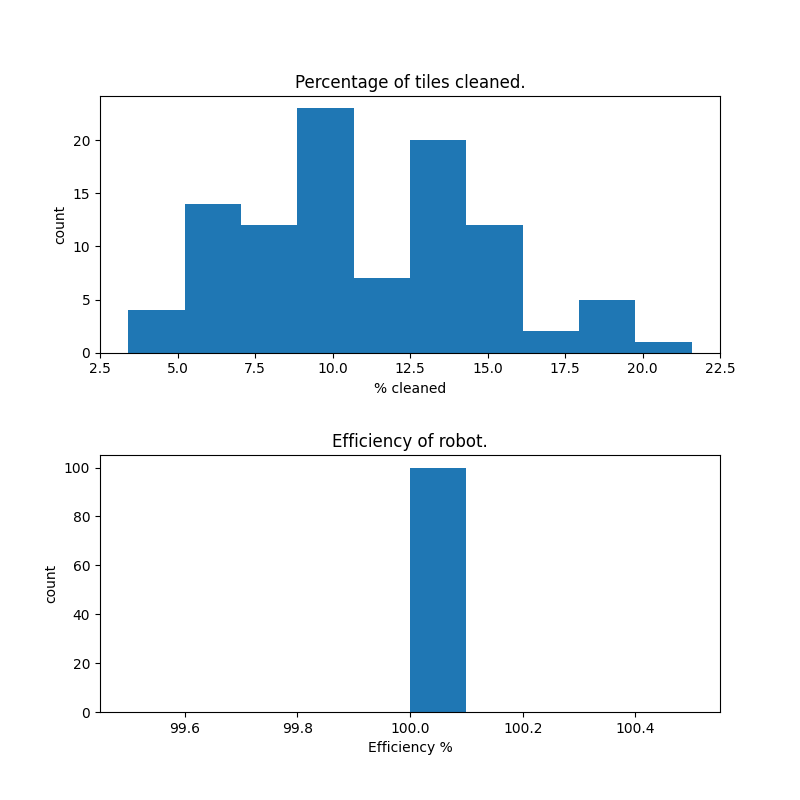 Percentage of tiles cleaned.
20
15
10
5
0
count
2.5 5.0 7.5 10.0 12.5 15.0 17.5 20.0 22.5
% cleaned
Efficiency of robot.
100
80
60
40
20
0
count
99.6 99.8 100.0 100.2 100.4
Efficiency %